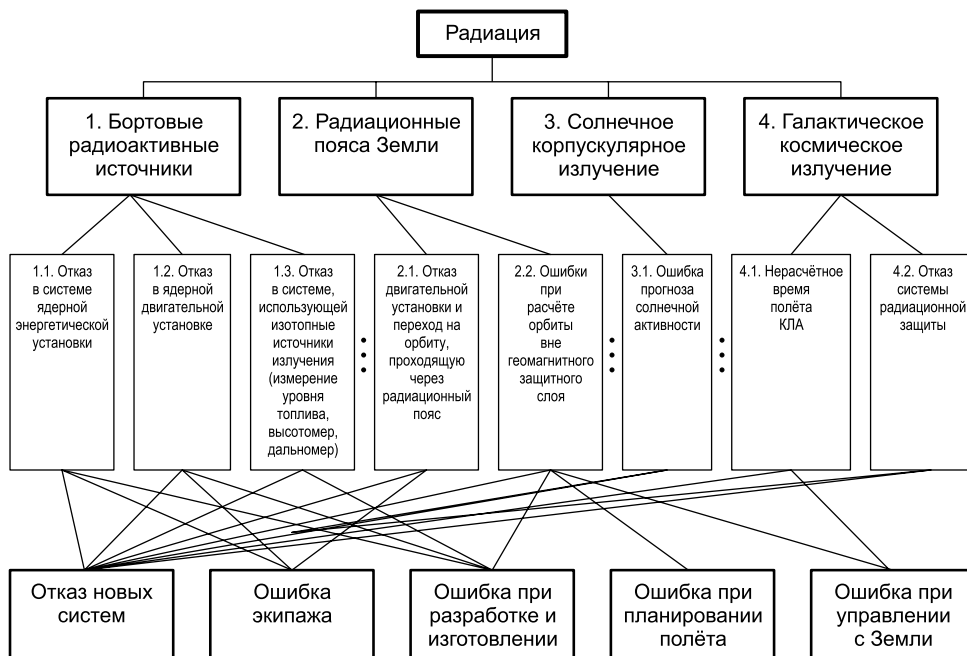 Радиация
1. Бортовые
радиоактивные
источники
2. Радиационные
пояса Земли
3. Солнечное
корпускулярное
излучение
4. Галактическое
космическое
излучение
1.1. Отказ
в системе
ядерной
энергетической
установки
1.2. Отказ
в ядерной
двигательной
установке
1.3. Отказ
в системе,
использующей
изотопные
источники
излучения
(измерение
уровня
топлива,
высотомер,
дальномер)
2.1. Отказ
двигательной
установки и
переход на
орбиту,
проходящую
через
радиационный
пояс
2.2. Ошибки
при
расчёте
орбиты
вне
геомагнитного
защитного
слоя
3.1. Ошибка
прогноза
солнечной
активности
4.1. Нерасчётное
время
полёта
КЛА
4.2. Отказ
системы
радиационной
защиты
Отказ новых
систем
Ошибка
экипажа
Ошибка при
разработке и
изготовлении
Ошибка при
планировании
полёта
Ошибка при
управлении
с Земли